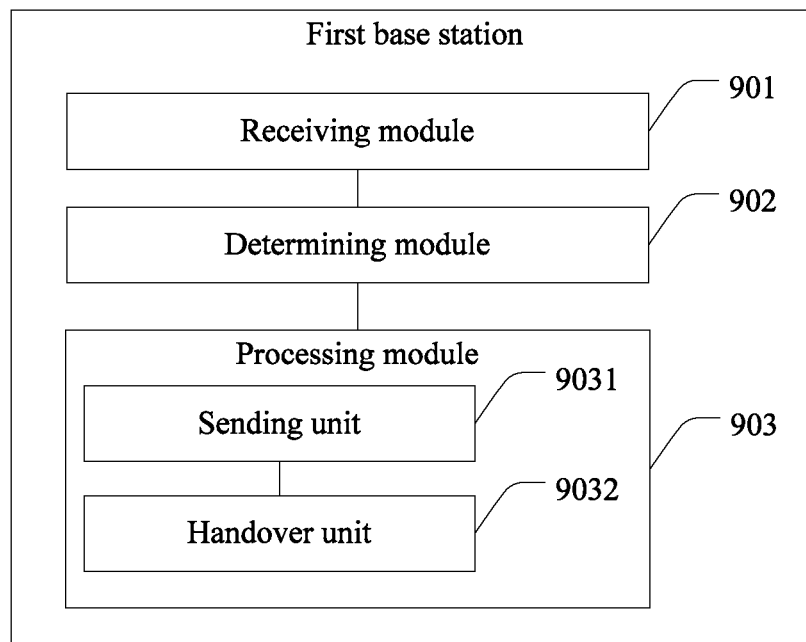 First base station
901
Receiving module
902
Determining module
Processing module
9031
Sending unit
903
9032
Handover unit